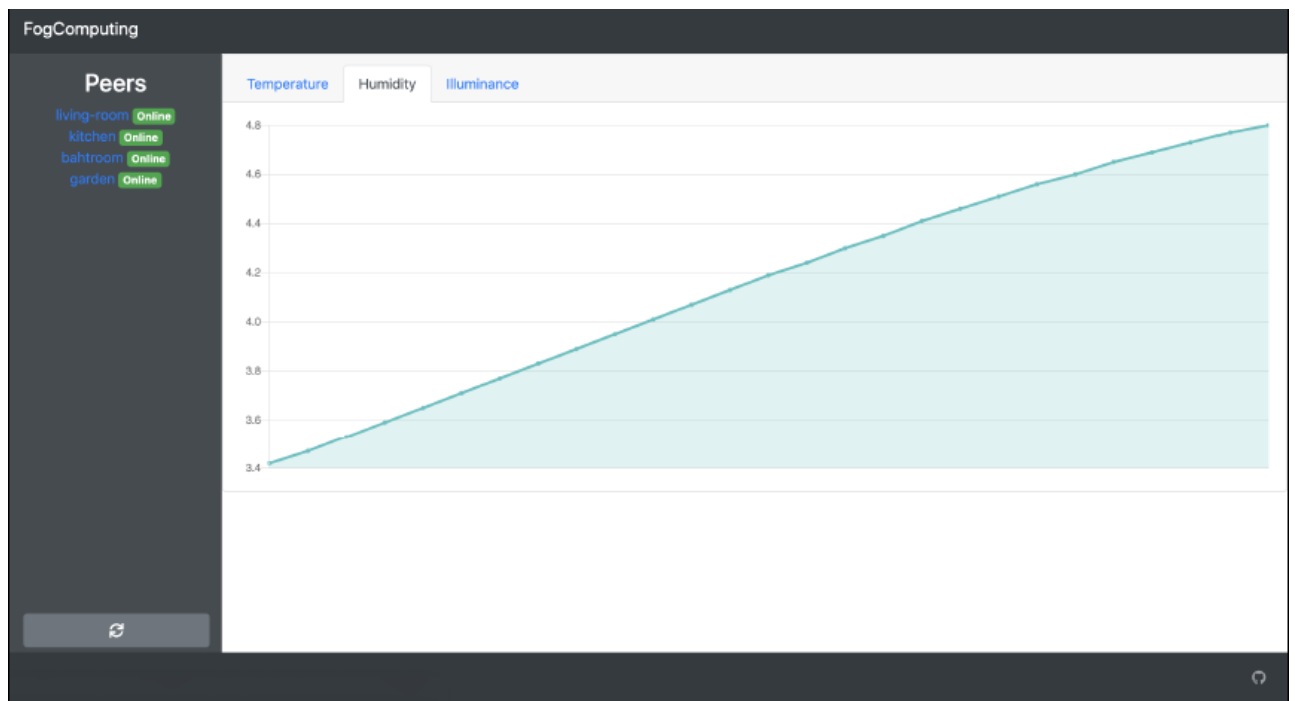 FogComputing
Peers
living-room Online
kitchen Online
bahtroom Online
garden Online
Temperature Humidity Illuminance
4.8
4.6
4.4
4.2
4.0
3.8
3.6
3.4